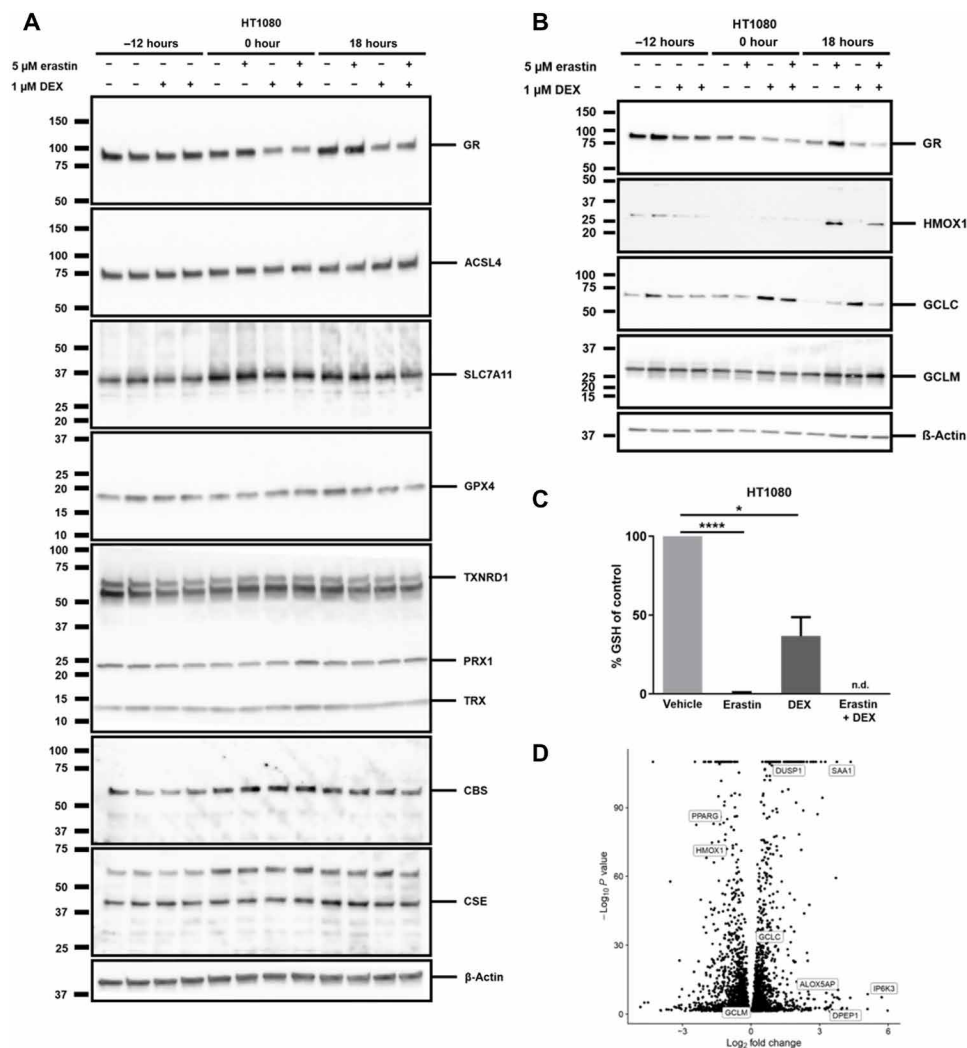 A
HT1080
–12 hours 0 hour 18 hours
5 µM erastin – + – + – + – + – + – +
1 µM DEX – – + + – – + + – – + +
150
100
75
50
GR
150
100
75
50
ACSL4
50
37
25
20
SLC7A11
37
25
20
15
10
GPX4
100
75
50
37
25
20
15
10
TXNRD1
PRX1
TRX
100
75
50
37
CBS
75
50
37
25
CSE
37
β-Actin
B
HT1080
–12 hours 0 hour 18 hours
5 µM erastin – – – – – + – + – + – +
1 µM DEX – – + + – – + + – – + +
150
100
75
50
GR
50
37
25
20
HMOX1
100
75
50
GCLC
37
25
20
15
GCLM
37
ß-Actin
C
HT1080
*
****
% GSH of control
100
50
0
n.d.
Vehicle Erastin DEX Erastin
+ DEX
D
DUSP1 SAA1
PPARG
HMOX1
GCLC
ALOX5AP
IP6K3
GCLM DPEP1
– Log10 P value
90
60
30
0
–3 0 3 6
Log2 fold change